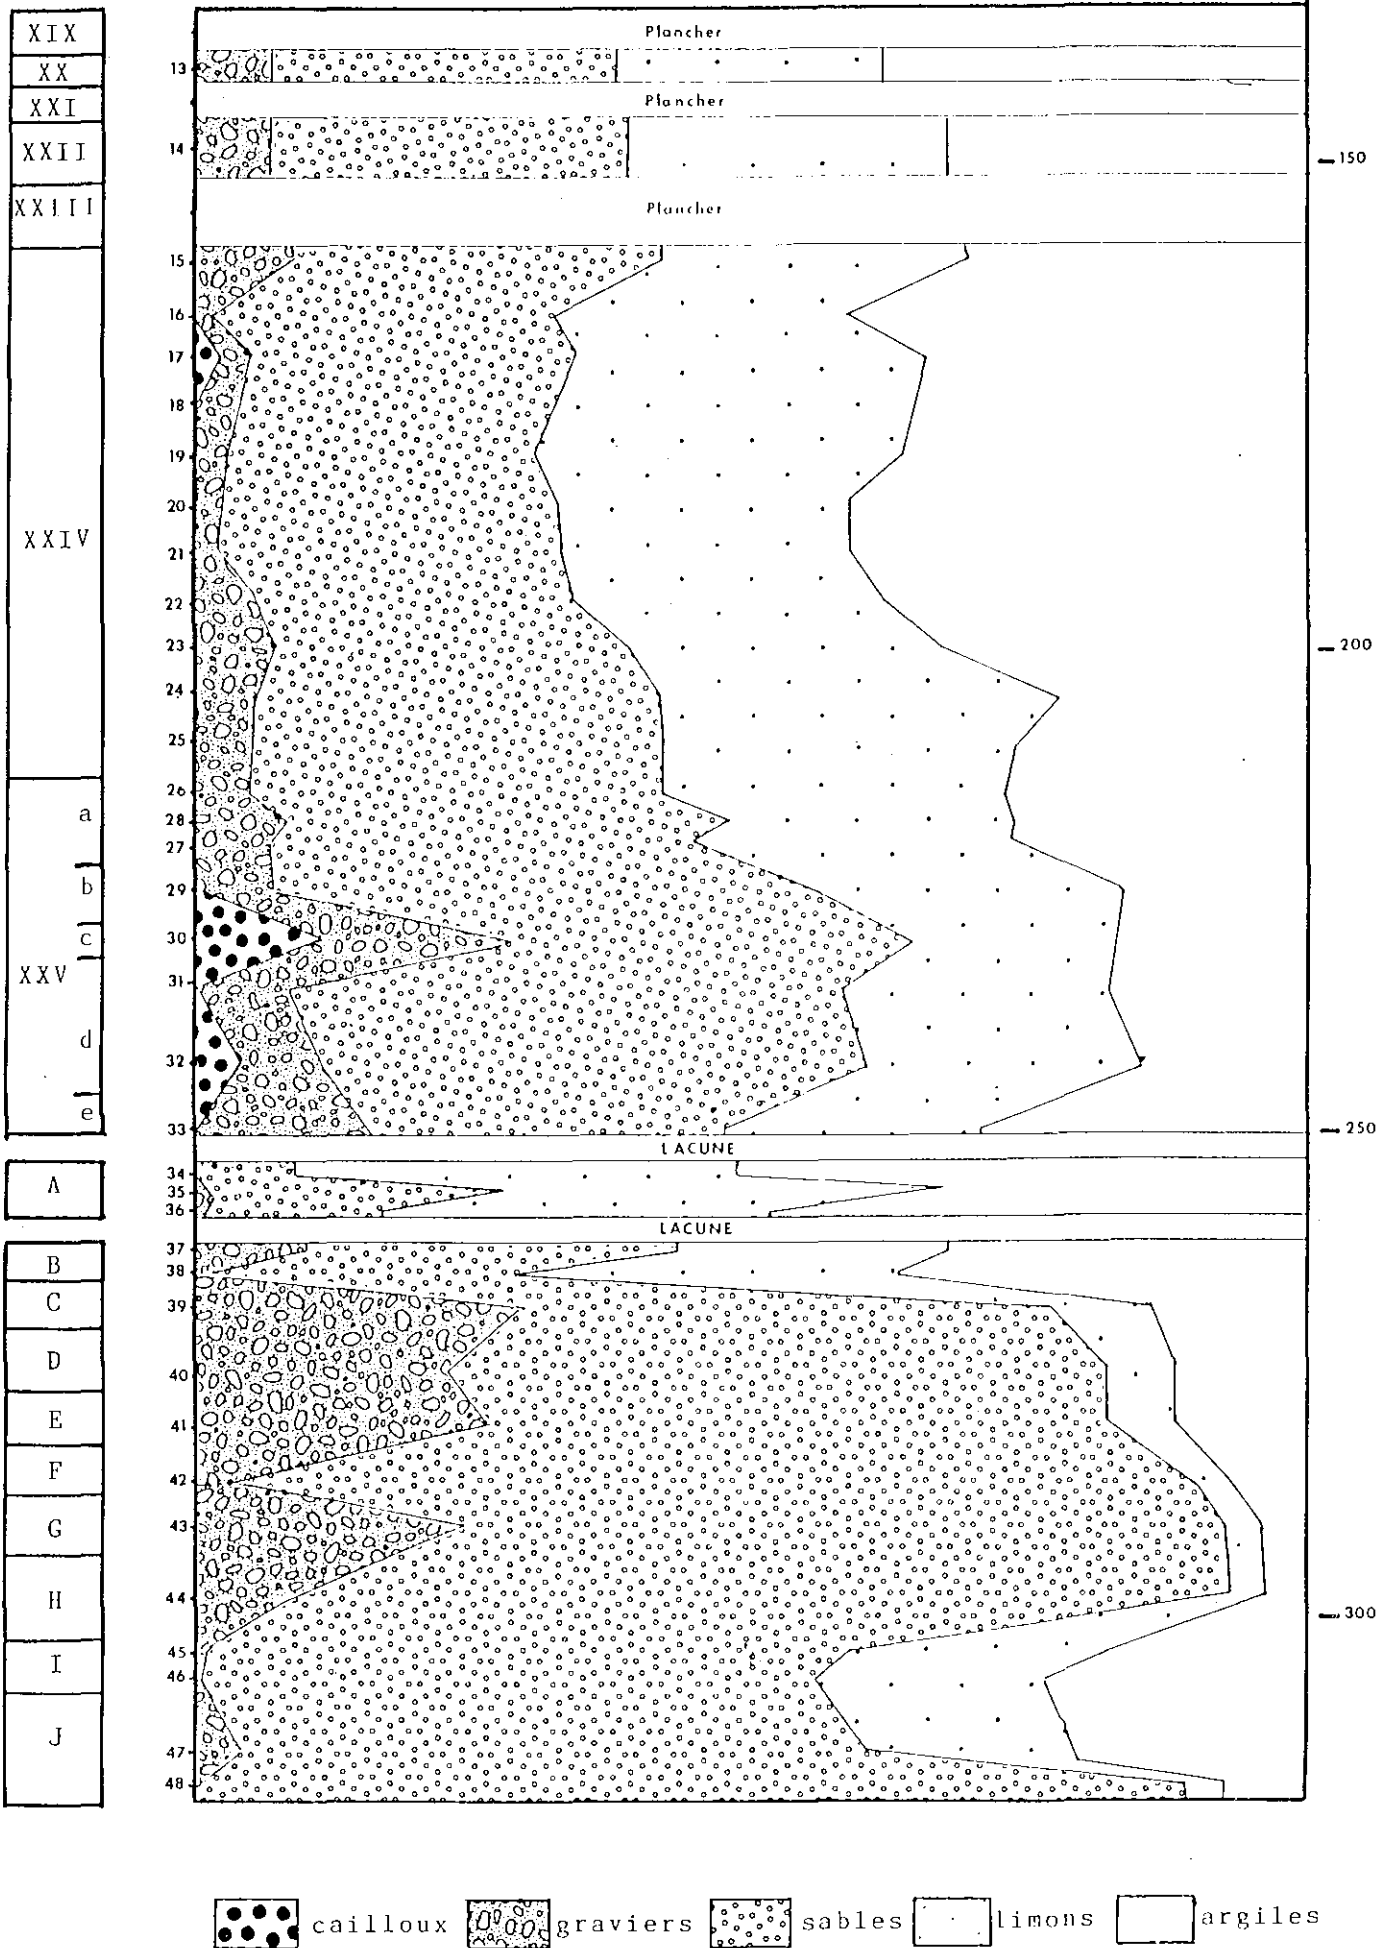 XIX
Plancher
XX
13
XXI
Plancher
XXII
14
150
XXIII
Plancher
15
16
17
18
19
20
XXIV
21
22
23
200
24
25
26
a
28
27
b
29
c
30
XXV
31
d
32
e
33
250
LACUNE
34
A
35
36
LACUNE
37
B
38
C
39
D
40
E
41
F
42
G
43
H
44
300
45
I
46
J
47
48
cailloux graviers sables limons argiles